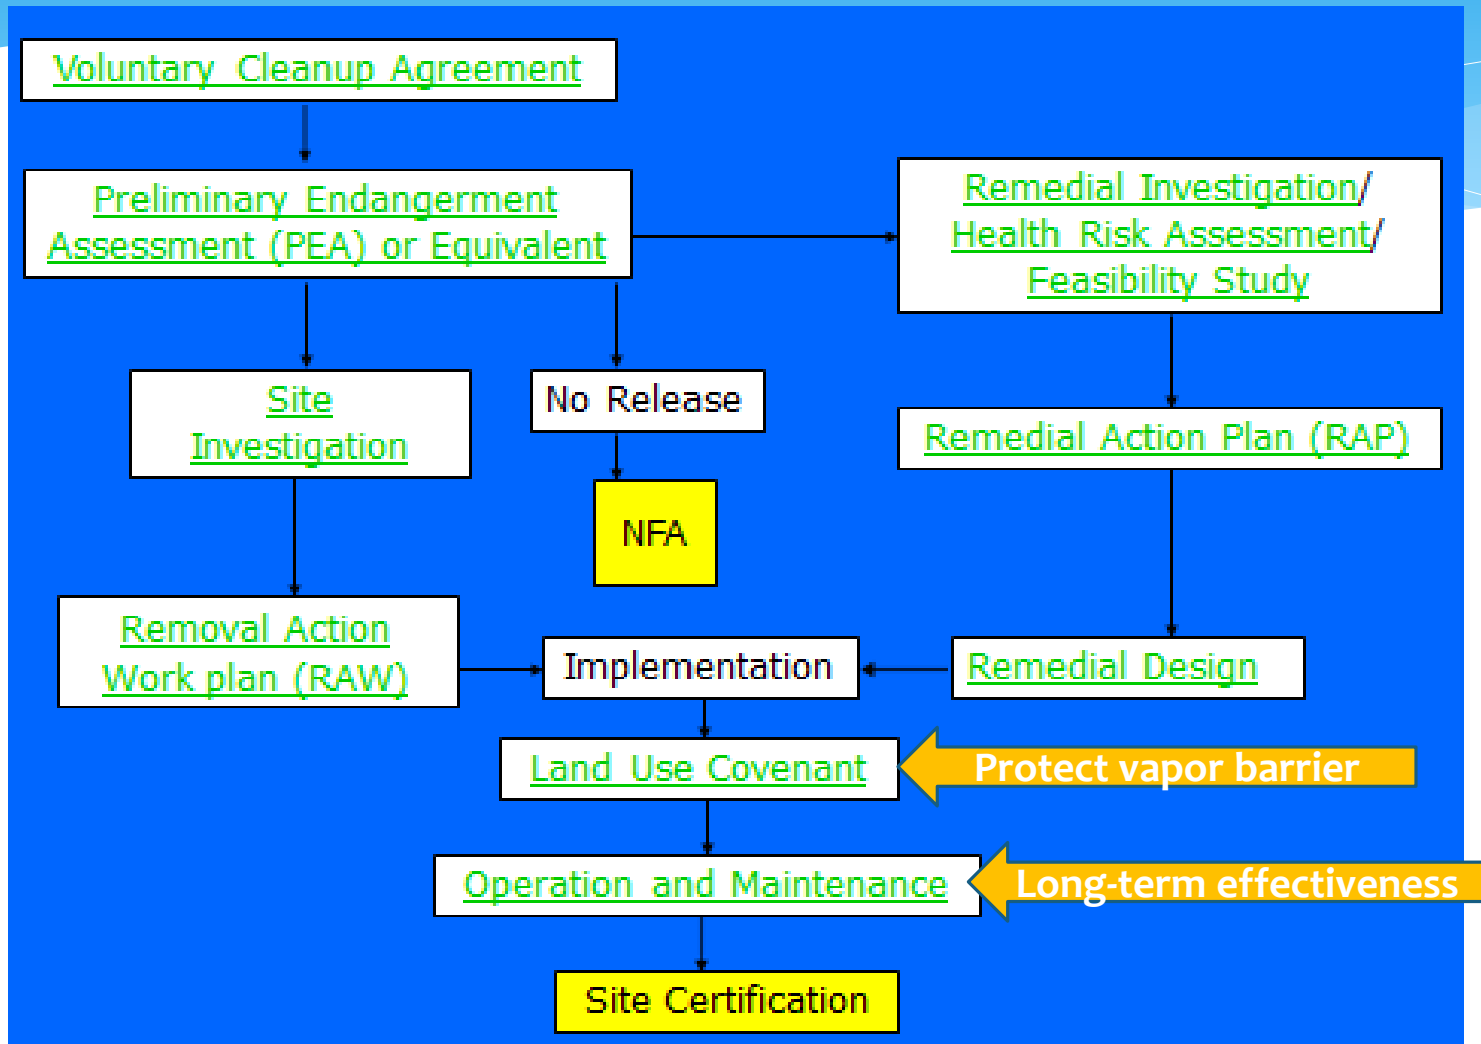 Voluntary Cleanup Agreement
Preliminary Endangerment
Assessment (PEA) or Equivalent
Remedial Investigation/
Health Risk Assessment/
Feasibility Study
Site
Investigation
No Release
Remedial Action Plan (RAP)
NFA
Removal Action
Work plan (RAW)
Implementation
Remedial Design
Land Use Covenant
Protect vapor barrier
Operation and Maintenance
Long-term effectiveness
Site Certification